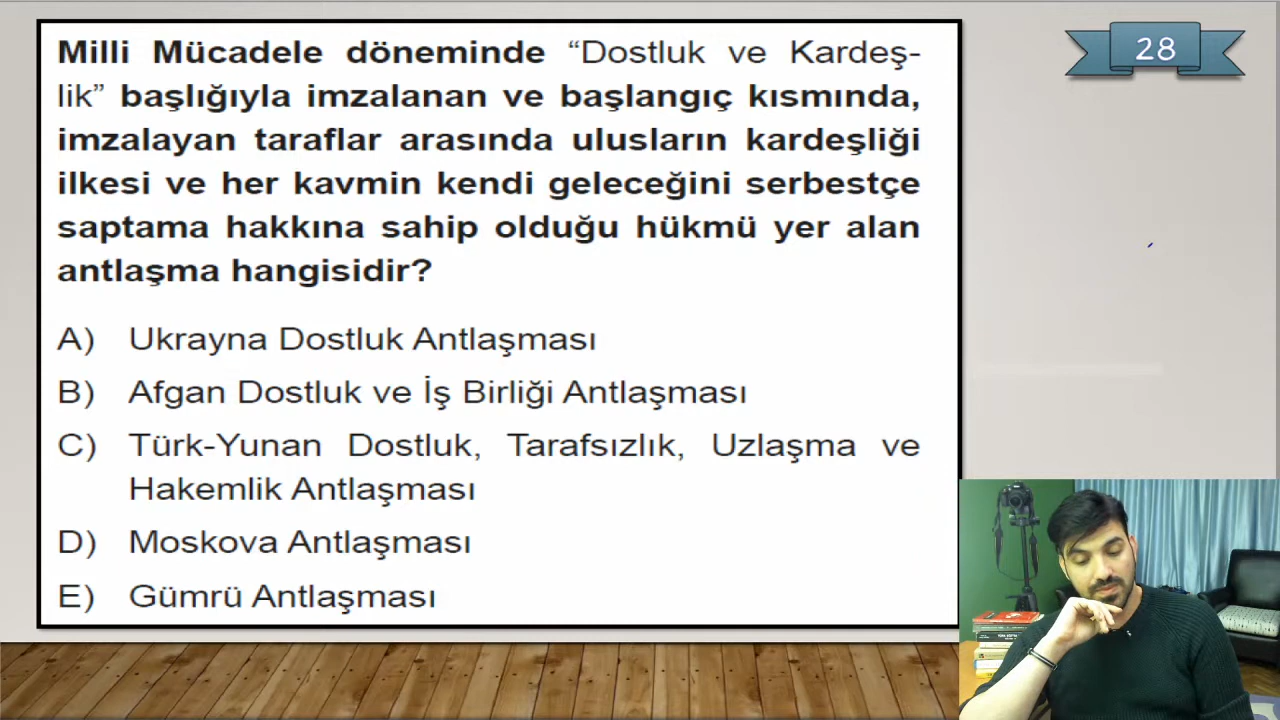 Milli Mücadele döneminde “Dostluk ve Kardeş-
lik” başlığıyla imzalanan ve başlangıç kısmında,
imzalayan taraflar arasında ulusların kardeşliği
ilkesi ve her kavmin kendi geleceğini serbestçe
saptama hakkına sahip olduğu hükmü yer alan
antlaşma hangisidir?
A) Ukrayna Dostluk Antlaşması
B) Afgan Dostluk ve İş Birliği Antlaşması
C) Türk-Yunan Dostluk, Tarafsızlık, Uzlaşma ve
Hakemlik Antlaşması
D) Moskova Antlaşması
E) Gümrü Antlaşması
28